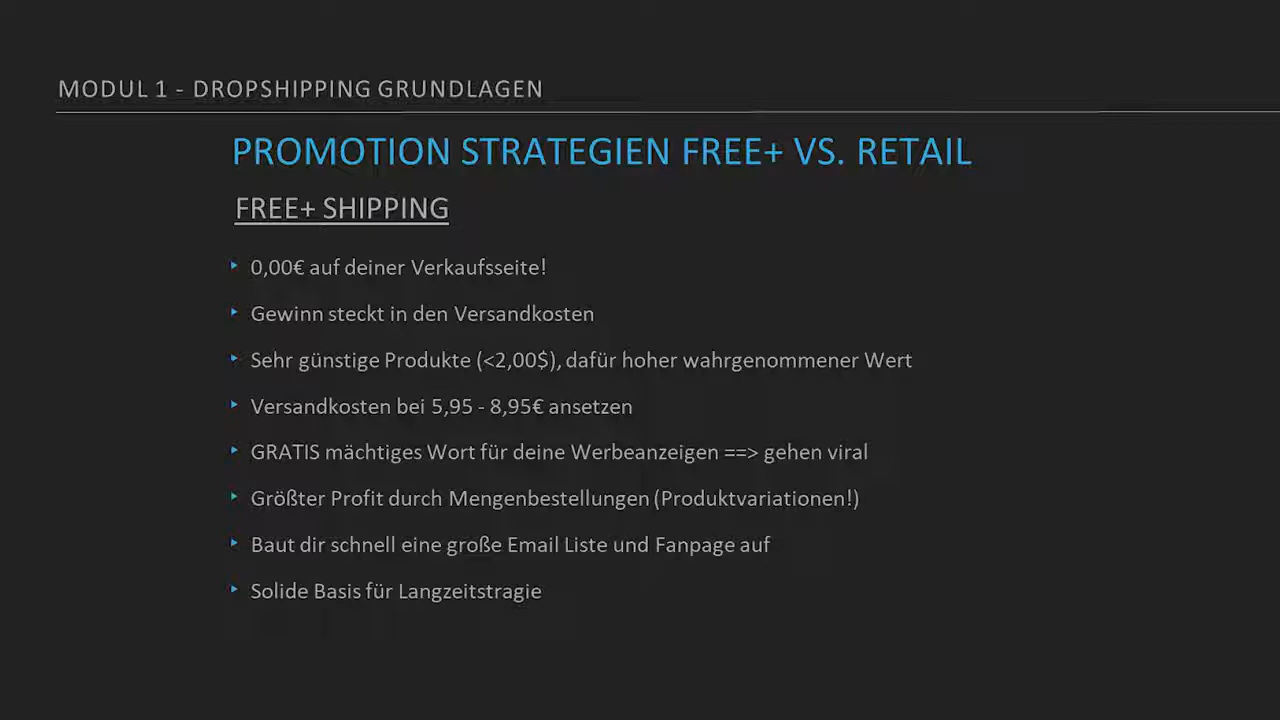 MODUL 1 - DROPSHIPPING GRUNDLAGEN
PROMOTION STRATEGIEN FREE+ VS. RETAIL
FREE+ SHIPPING
0,00€ auf deiner Verkaufsseite!
Gewinn steckt in den Versandkosten
Sehr günstige Produkte (<2,00$), dafür hoher wahrgenommener Wert
Versandkosten bei 5,95 - 8,95€ ansetzen
GRATIS mächtiges Wort für deine Werbeanzeigen ==> gehen viral
Größter Profit durch Mengenbestellungen (Produktvariationen!)
Baut dir schnell eine große Email Liste und Fanpage auf
Solide Basis für Langzeitstragie